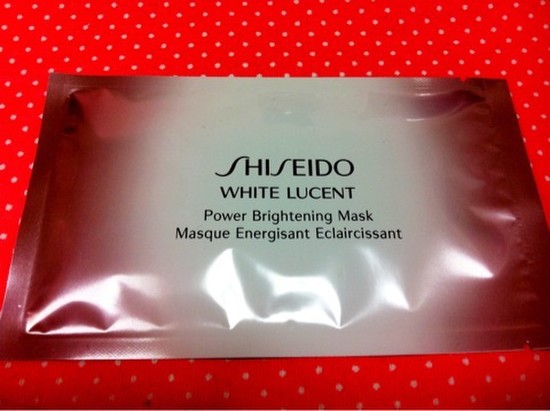 SHISEIDO
WHITE LUCENT
Power Brightening Mask
Masque Energisant Eclaircissant